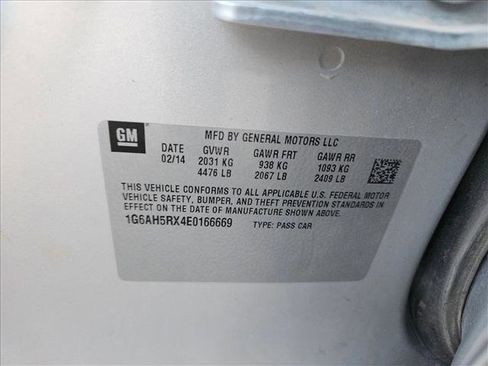 GM
MFD BY GENERAL MOTORS LLC
DATE GVWR GAWR FRT GAWR RR
02/14 2031 KG 938 KG 1093 KG
4476 LB 2067 LB 2409 LB
THIS VEHICLE CONFORMS TO ALL APPLICABLE U.S. FEDERAL MOTOR
VEHICLE SAFETY, BUMPER, AND THEFT PREVENTION STANDARDS IN
EFFECT ON THE DATE OF MANUFACTURE SHOWN ABOVE.
1G6AH5RX4E0166669 TYPE: PASS CAR